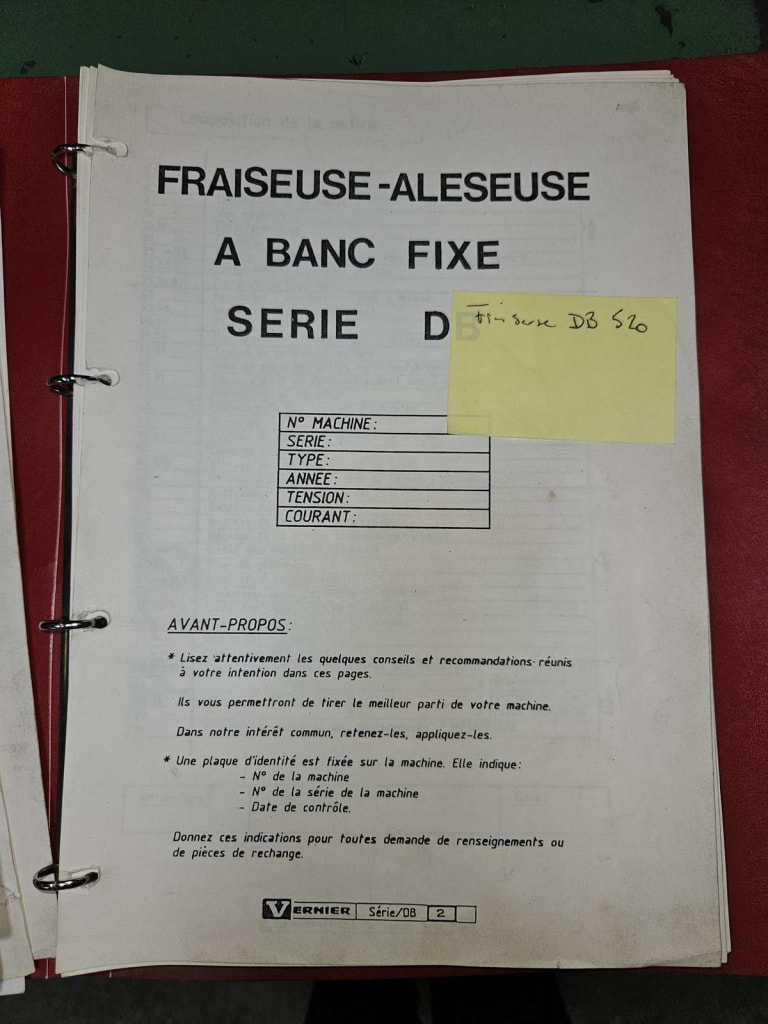 FRAISEUSE-ALESEUSE
A BANC FIXE
SERIE DB
Fraiseuse DB 520
N° MACHINE:
SERIE:
TYPE:
ANNEE:
TENSION:
COURANT:
AVANT-PROPOS:
* Lisez attentivement les quelques conseils et recommandations réunis
à votre intention dans ces pages.
Ils vous permettront de tirer le meilleur parti de votre machine.
Dans notre intérêt commun, retenez-les, appliquez-les.
* Une plaque d'identité est fixée sur la machine. Elle indique:
- N° de la machine
- N° de la série de la machine
- Date de contrôle.
Donnez ces indications pour toutes demande de renseignements ou
de pièces de rechange.
VERNIER Série/DB 2